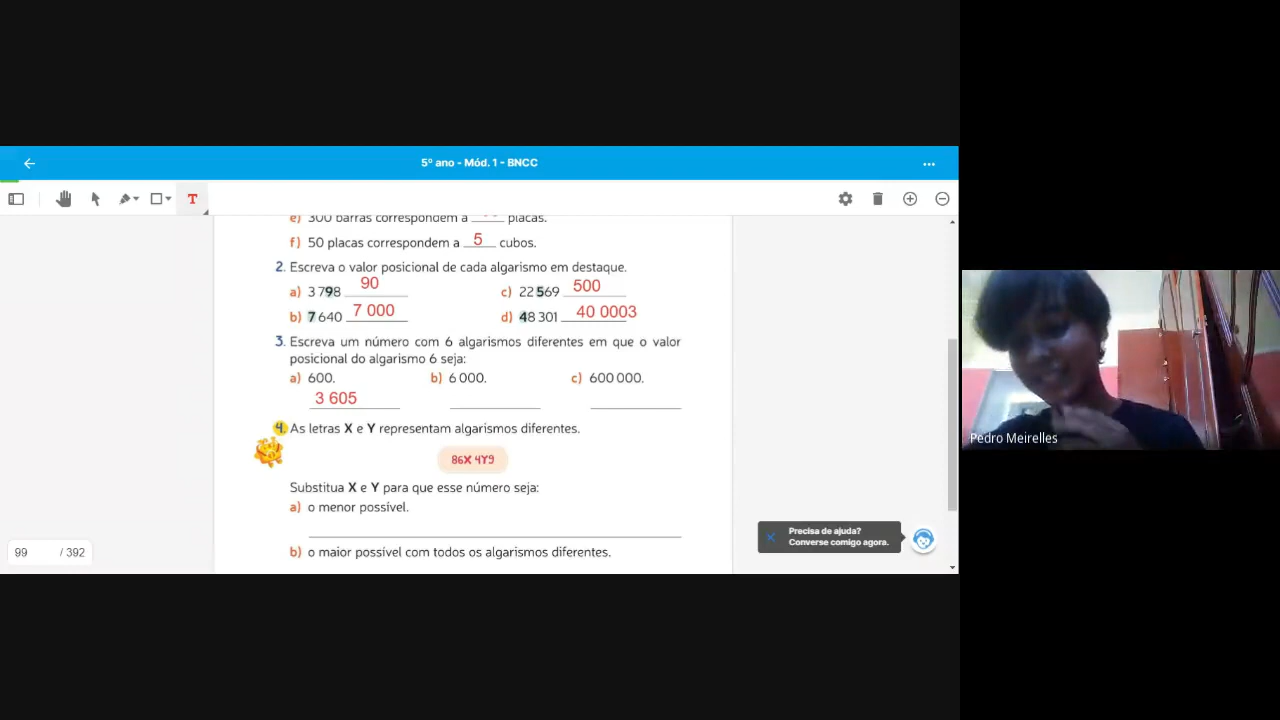 5º ano - Mód. 1 - BNCC
T
e) 300 barras correspondem a ____ placas.
f) 50 placas correspondem a 5 cubos.
2. Escreva o valor posicional de cada algarismo em destaque.
a) 3 798 90 c) 22 569 500
b) 7 640 7 000 d) 48 301 40 0003
3. Escreva um número com 6 algarismos diferentes em que o valor
posicional do algarismo 6 seja:
a) 600. b) 6 000. c) 600 000.
3 605
4. As letras X e Y representam algarismos diferentes.
86X 4Y9
Substitua X e Y para que esse número seja:
a) o menor possível.
b) o maior possível com todos os algarismos diferentes.
99 / 392
Precisa de ajuda?
Converse comigo agora.
Pedro Meirelles